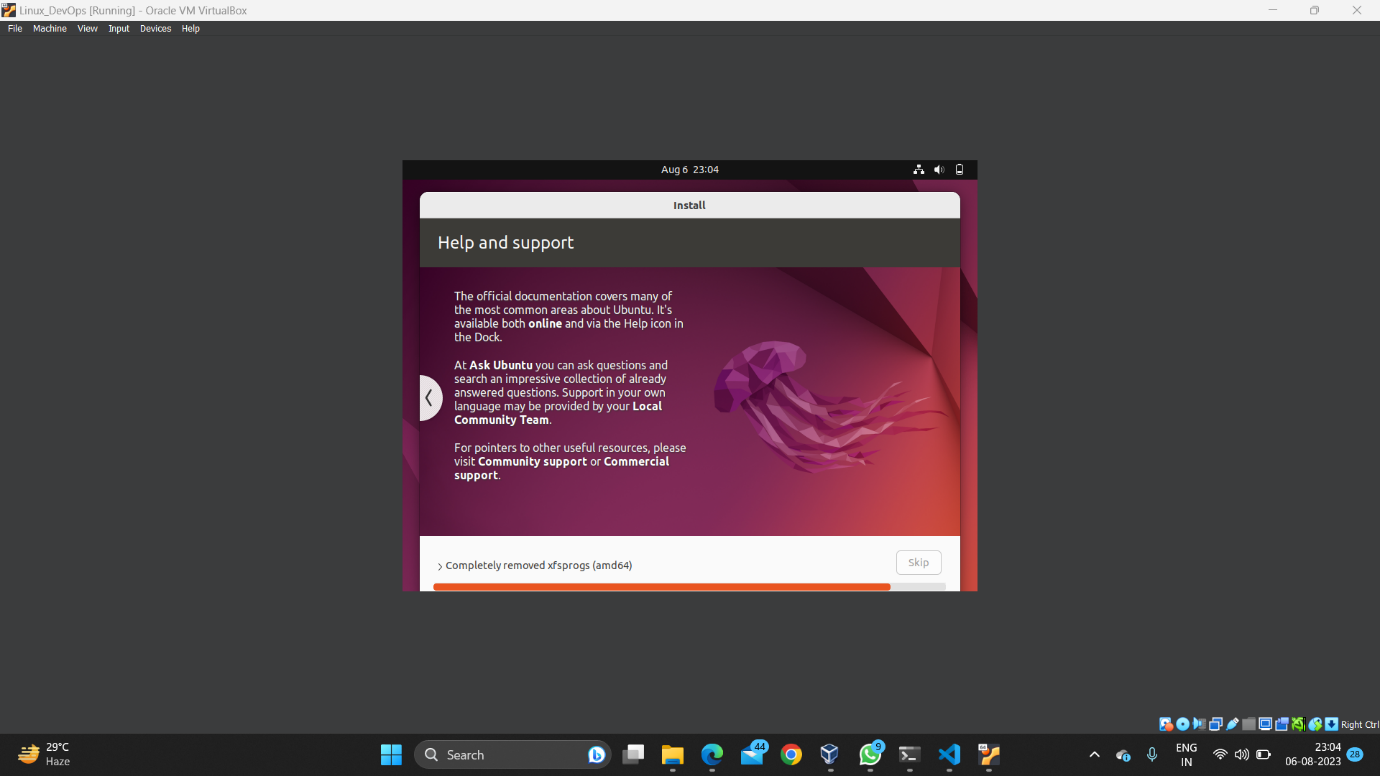 Linux_DevOps [Running] - Oracle VM VirtualBox
File Machine View Input Devices Help
Aug 6 23:04
Install
Help and support
The official documentation covers many of
the most common areas about Ubuntu. It's
available both online and via the Help icon in
the Dock.
At Ask Ubuntu you can ask questions and
search an impressive collection of already
answered questions. Support in your own
language may be provided by your Local
Community Team.
For pointers to other useful resources, please
visit Community support or Commercial
support.
Completely removed xfsprogs (amd64)
Skip
Right Ctrl
29°C
Haze
Search
44
9
ENG
IN
23:04
06-08-2023
28